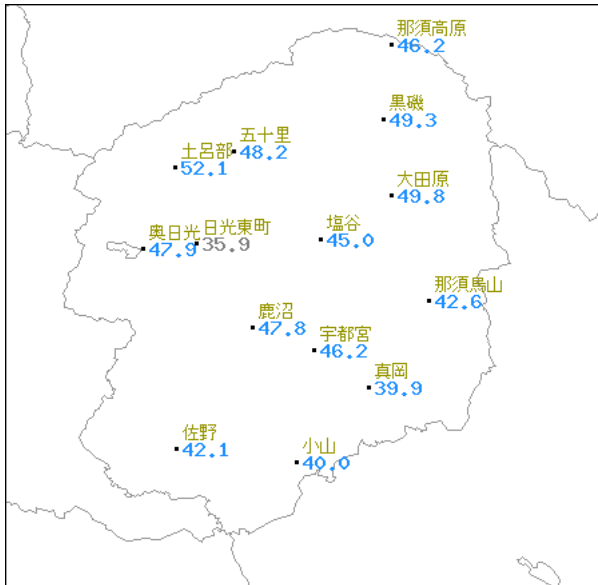 那須高原
46.2
黒磯
49.3
五十里
48.2
土呂部
52.1
大田原
49.8
塩谷
45.0
日光東町
35.9
奥日光
47.9
那須烏山
42.6
鹿沼
47.8
宇都宮
46.2
真岡
39.9
佐野
42.1
小山
40.0